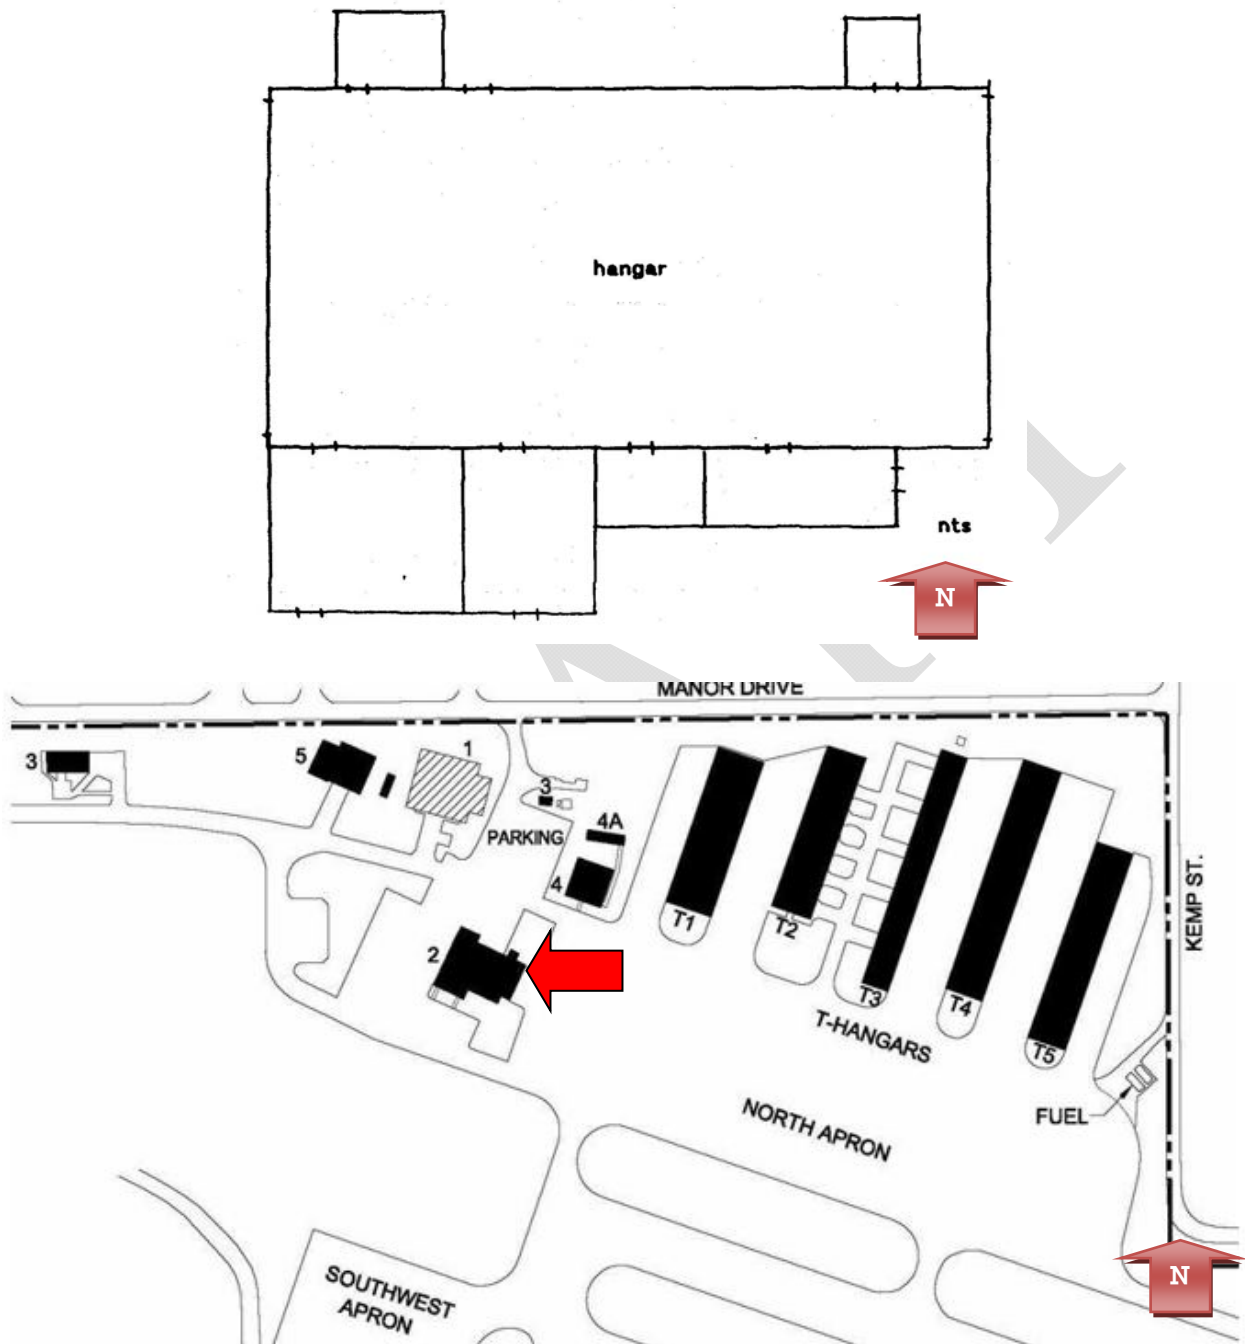 hangar
nts
N
MANOR DRIVE
3
5
1
3
PARKING
4A
4
2
T1
T2
T3
T4
T5
T-HANGARS
KEMP ST.
FUEL
NORTH APRON
SOUTHWEST
APRON
N